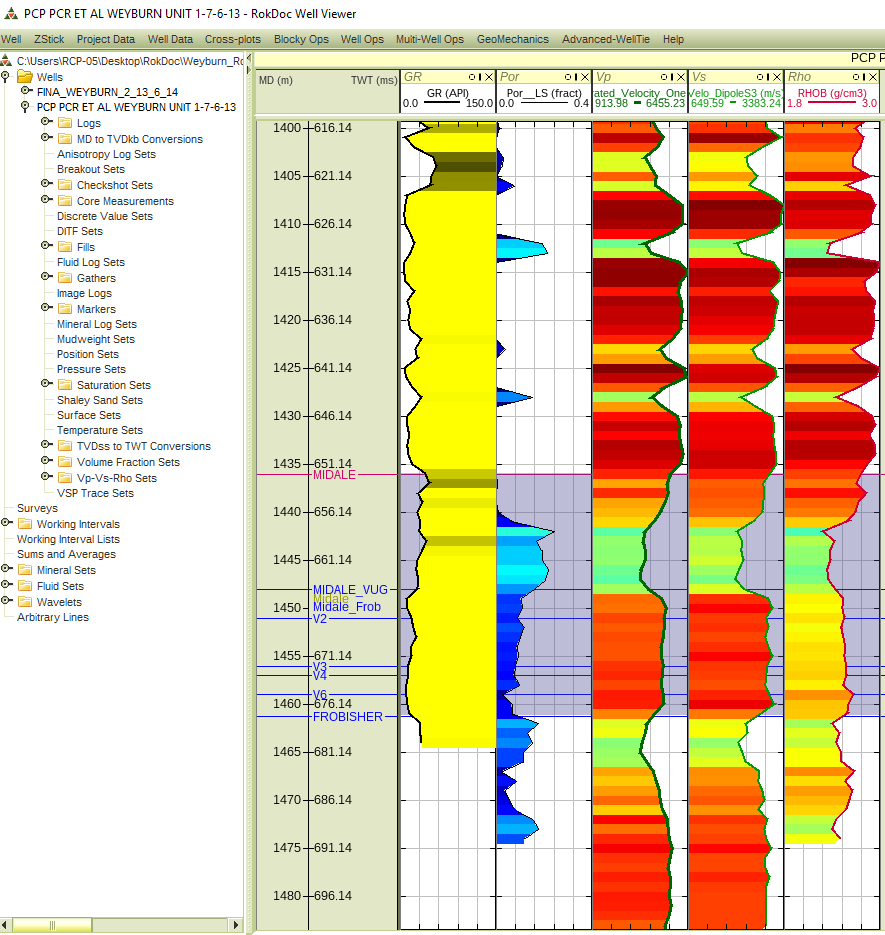 PCP PCR ET AL WEYBURN UNIT 1-7-6-13 - RokDoc Well Viewer
Well ZStick Project Data Well Data Cross-plots Blocky Ops Well Ops Multi-Well Ops GeoMechanics Advanced-WellTie Help
C:\Users\RCP-05\Desktop\RokDoc\Weyburn_Ro
Wells
FINA_WEYBURN_2_13_6_14
PCP PCR ET AL WEYBURN UNIT 1-7-6-13
Logs
MD to TVDkb Conversions
Anisotropy Log Sets
Breakout Sets
Checkshot Sets
Core Measurements
Discrete Value Sets
DITF Sets
Fills
Fluid Log Sets
Gathers
Image Logs
Markers
Mineral Log Sets
Mudweight Sets
Position Sets
Pressure Sets
Saturation Sets
Shaley Sand Sets
Surface Sets
Temperature Sets
TVDss to TWT Conversions
Volume Fraction Sets
Vp-Vs-Rho Sets
VSP Trace Sets
Surveys
Working Intervals
Working Interval Lists
Sums and Averages
Mineral Sets
Fluid Sets
Wavelets
Arbitrary Lines
PCP P
MD (m) TWT (ms) GR Por Vp Vs Rho
GR (API) Por__LS (fract) rated_Velocity_One Velo_DipoleS3 (m/s) RHOB (g/cm3)
0.0 150.0 0.0 0.4 913.98 6455.23 649.59 3383.24 1.8 3.0
1400 616.14
1405 621.14
1410 626.14
1415 631.14
1420 636.14
1425 641.14
1430 646.14
1435 651.14
MIDALE
1440 656.14
1445 661.14
MIDALE_VUG
Midale
1450 Midale_Frob
V2
1455 671.14
V3
V4
V6
1460 676.14
FROBISHER
1465 681.14
1470 686.14
1475 691.14
1480 696.14